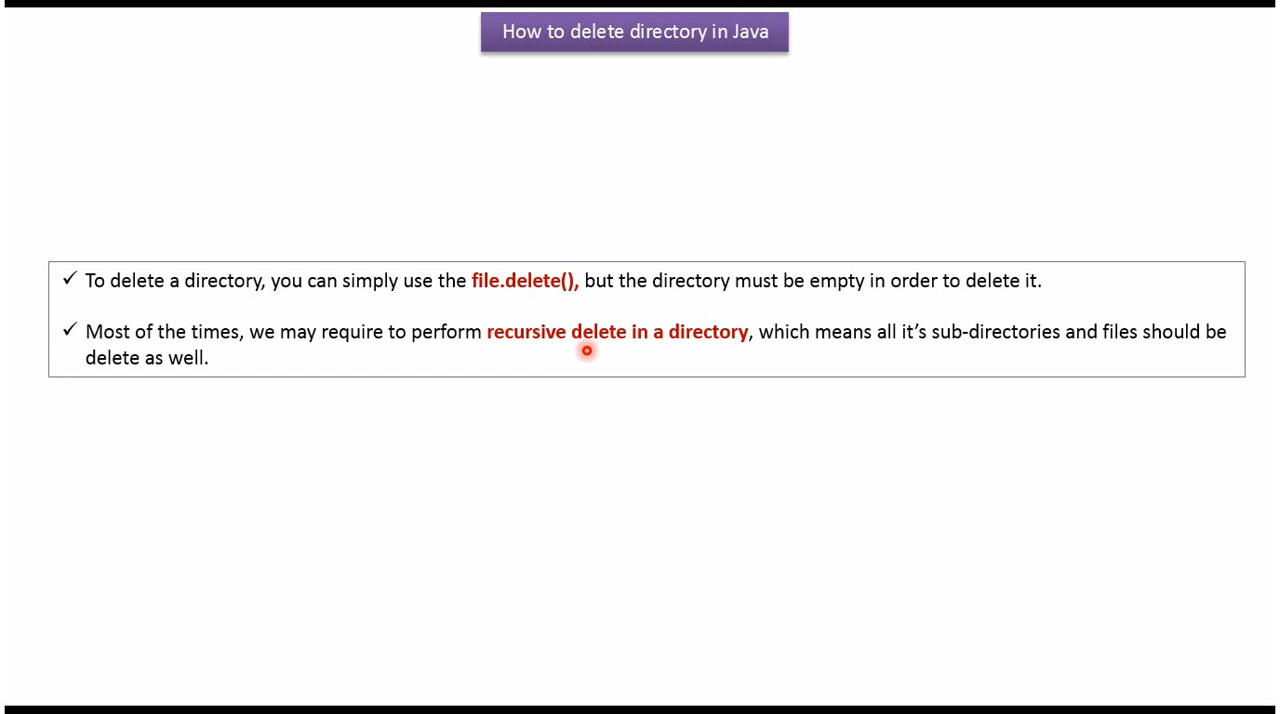 How to delete directory in Java
✓ To delete a directory, you can simply use the file.delete(), but the directory must be empty in order to delete it.
✓ Most of the times, we may require to perform recursive delete in a directory, which means all it’s sub-directories and files should be
delete as well.